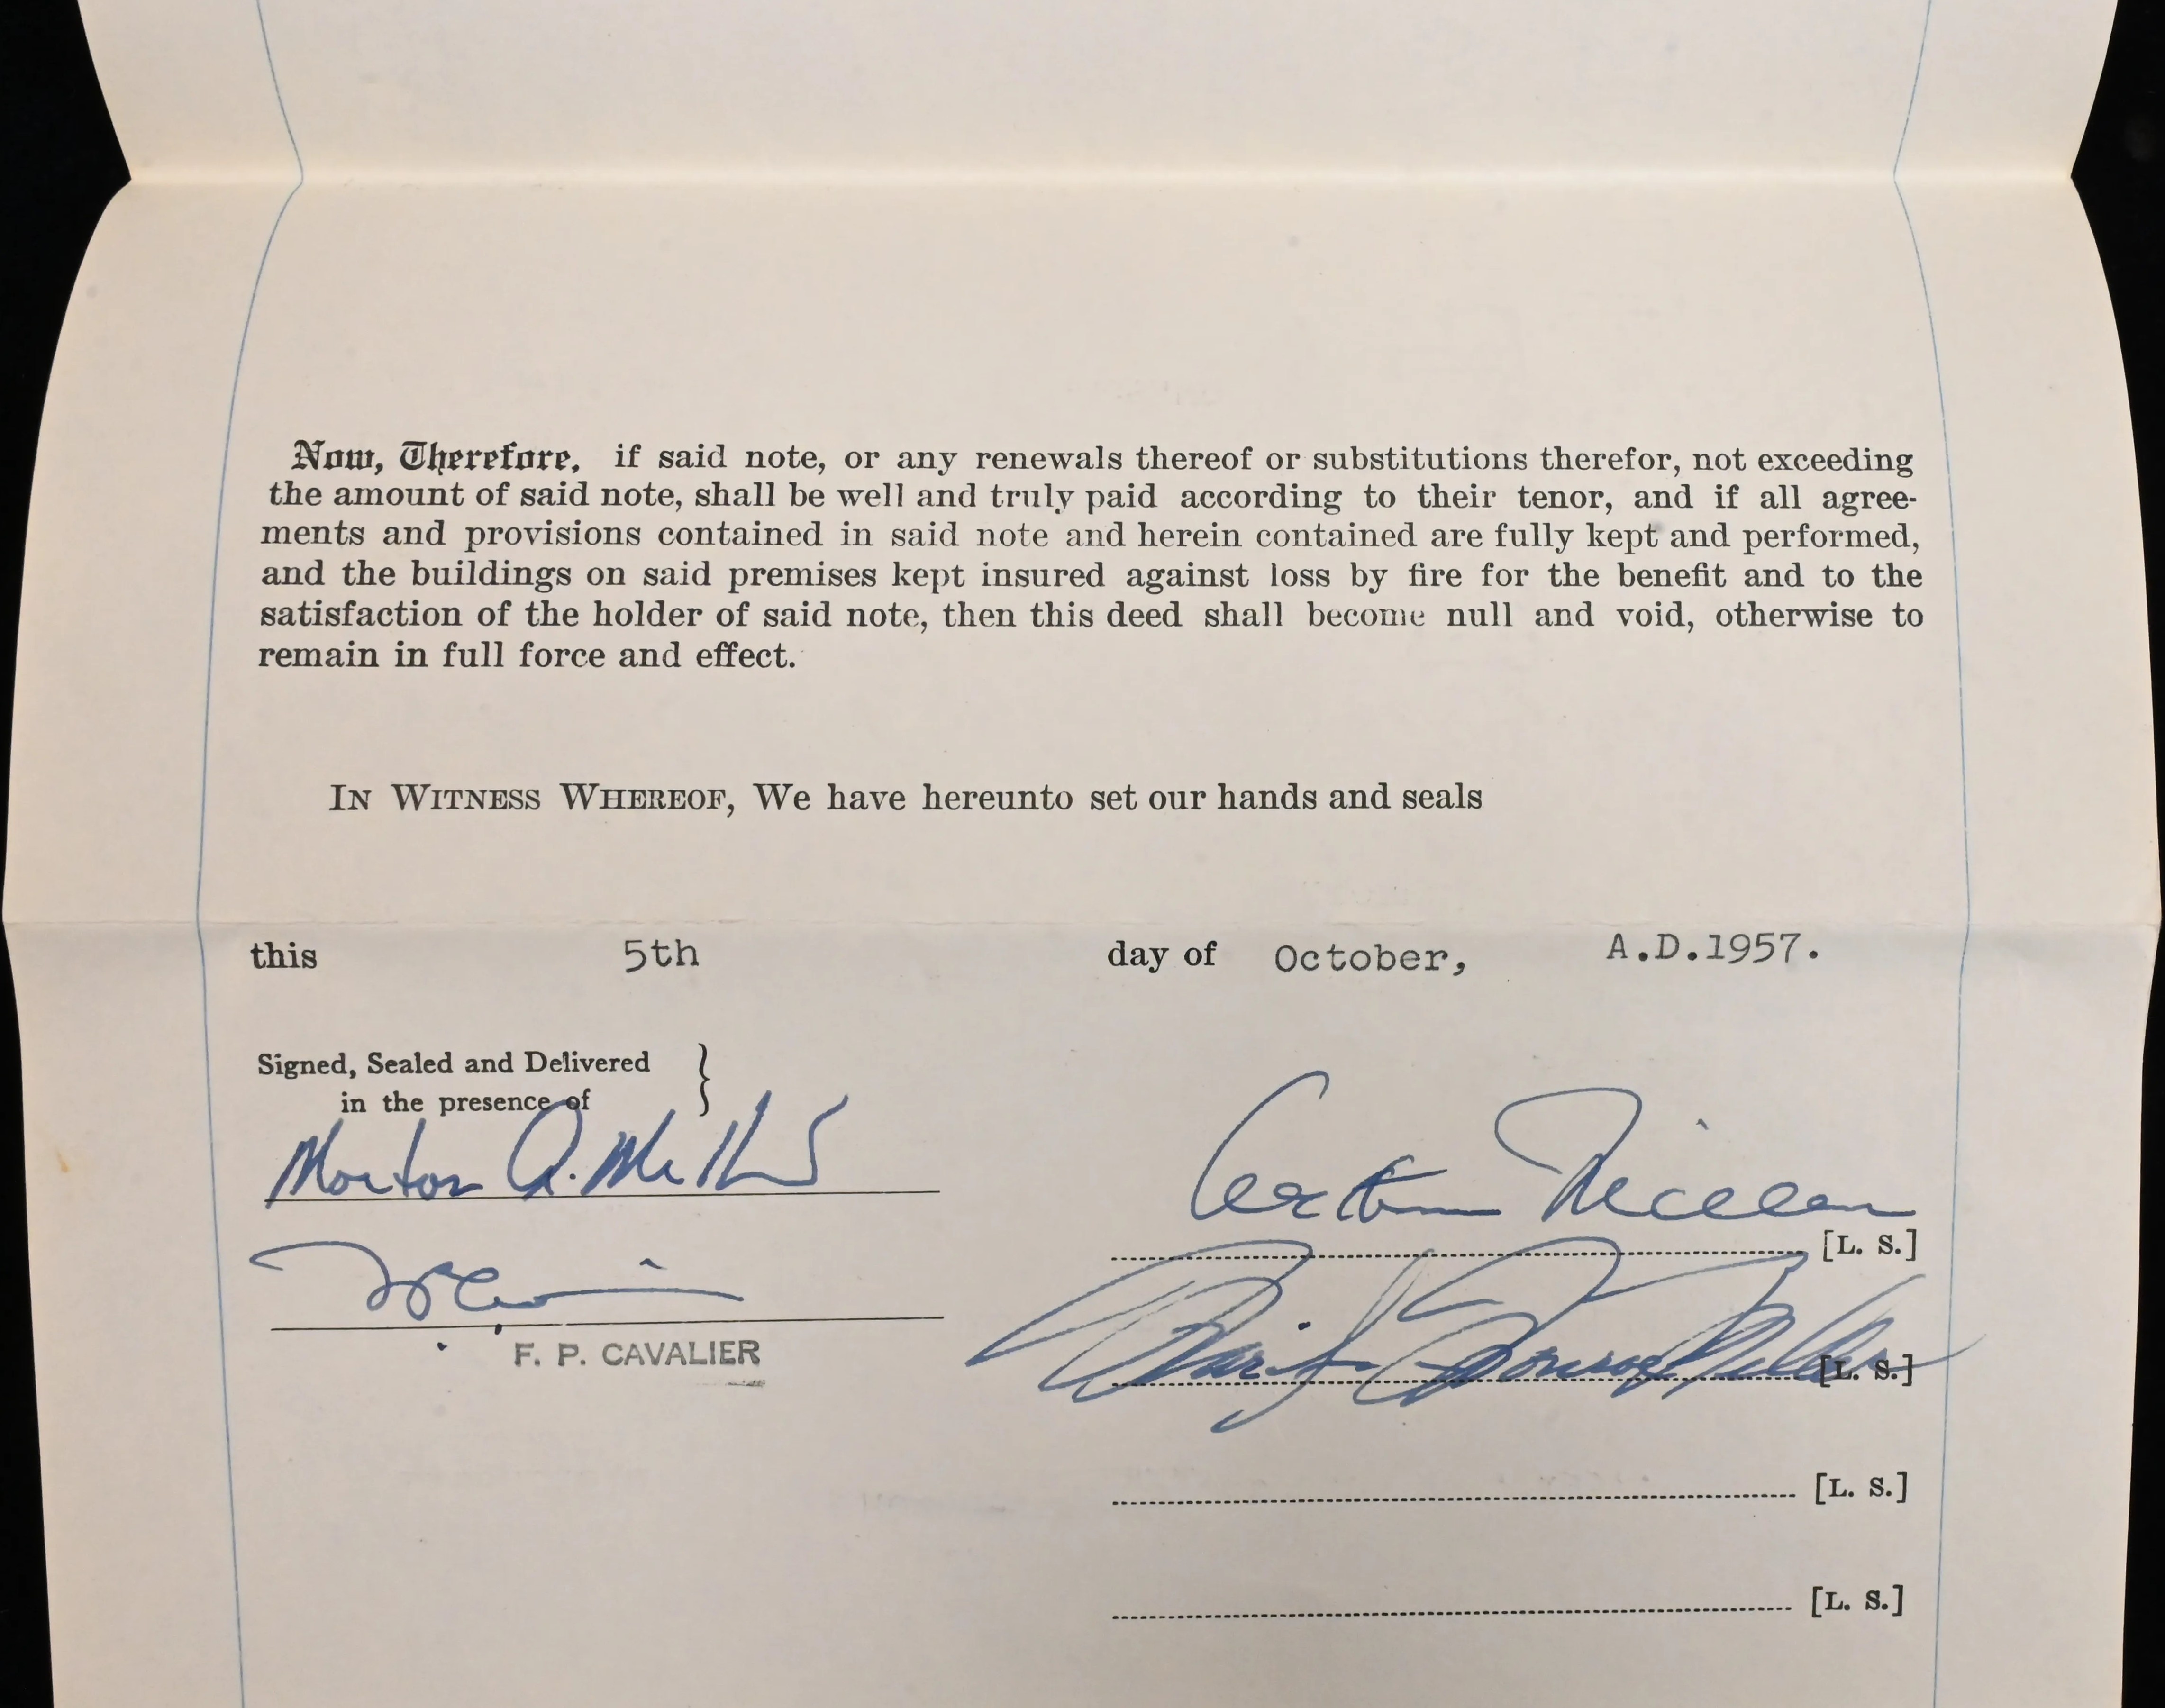 Now, Therefore, if said note, or any renewals thereof or substitutions therefor, not exceeding
the amount of said note, shall be well and truly paid according to their tenor, and if all agree-
ments and provisions contained in said note and herein contained are fully kept and performed,
and the buildings on said premises kept insured against loss by fire for the benefit and to the
satisfaction of the holder of said note, then this deed shall become null and void, otherwise to
remain in full force and effect.
IN WITNESS WHEREOF, We have hereunto set our hands and seals
this 5th day of October, A.D.1957.
Signed, Sealed and Delivered }
in the presence of
Morton
Arthur Miller
[L. S.]
Marilyn Monroe Miller [L. S.]
F. P. CAVALIER
[L. S.]
[L. S.]